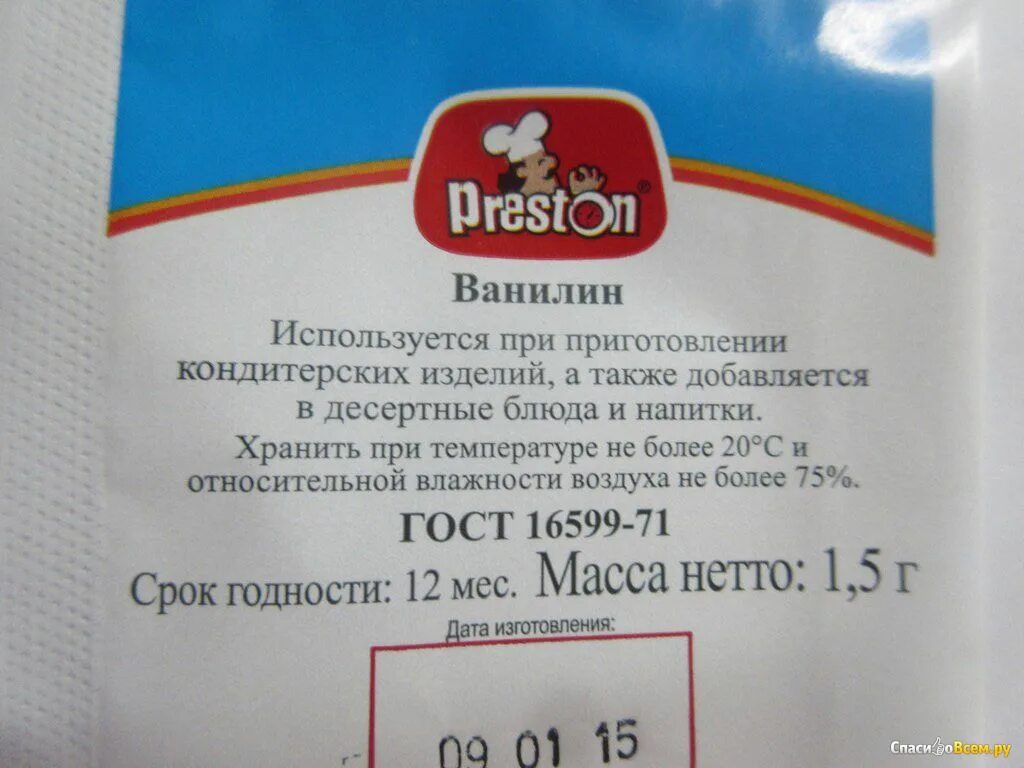 Preston®
Ванилин
Используется при приготовлении
кондитерских изделий, а также добавляется
в десертные блюда и напитки.
Хранить при температуре не более 20°C и
относительной влажности воздуха не более 75%.
ГОСТ 16599-71
Срок годности: 12 мес. Масса нетто: 1,5 г
Дата изготовления:
09 01 15
СпасибоВсем.ру